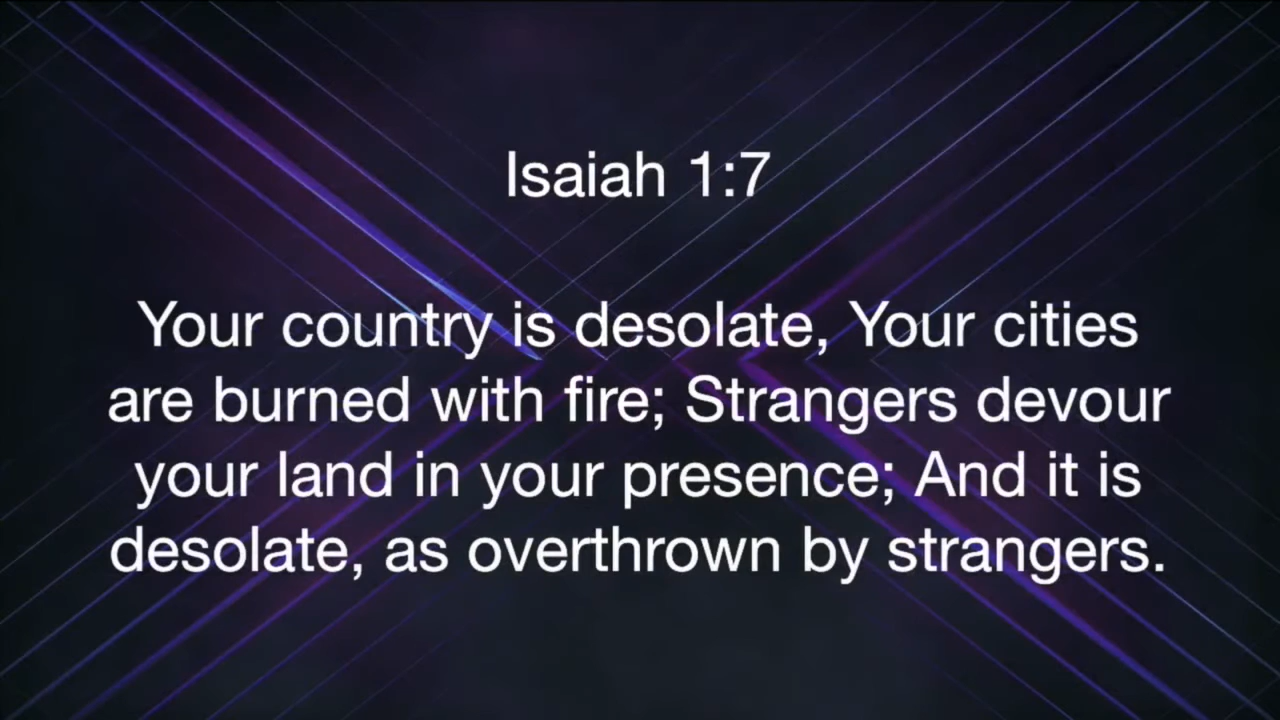 Isaiah 1:7
Your country is desolate, Your cities
are burned with fire; Strangers devour
your land in your presence; And it is
desolate, as overthrown by strangers.